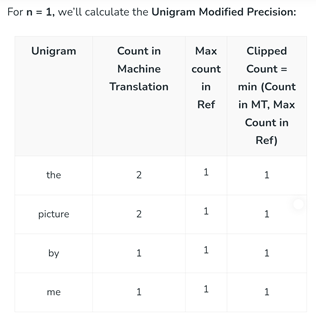 For n = 1, we'll calculate the Unigram Modified Precision:
Unigram Count in Machine Translation Max count in Ref Clipped Count = min (Count in MT, Max Count in Ref)
the 2 1 1
picture 2 1 1
by 1 1 1
me 1 1 1